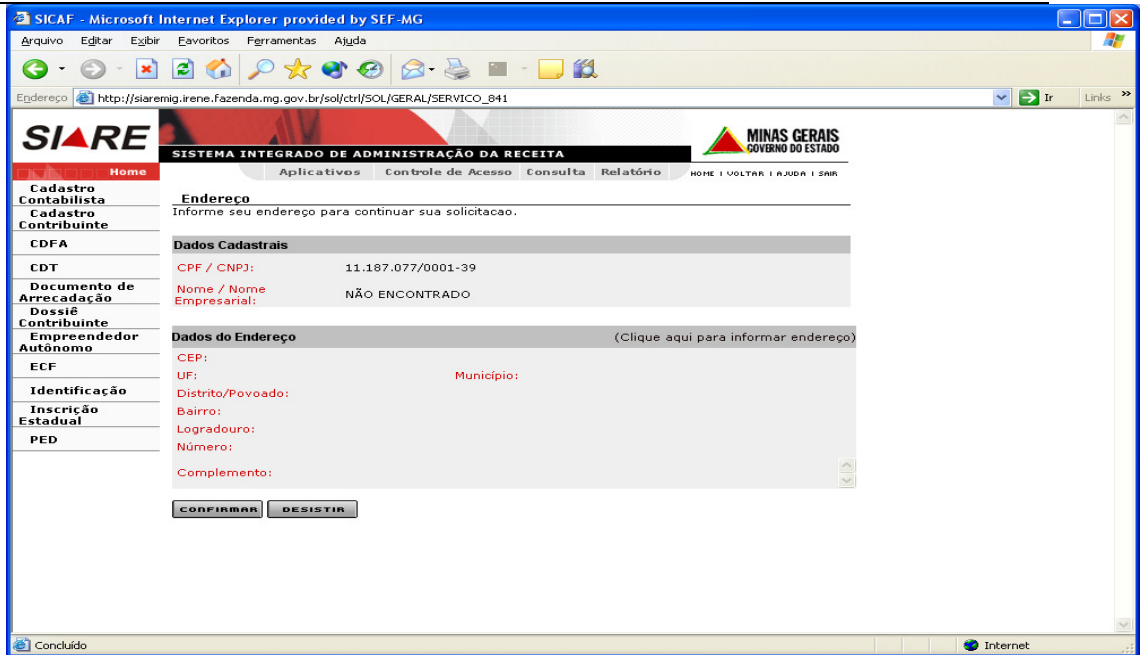 SICAF - Microsoft Internet Explorer provided by SEF-MG
Arquivo Editar Exibir Favoritos Ferramentas Ajuda
Endereço http://siaremig.irene.fazenda.mg.gov.br/sol/ctrl/SOL/GERAL/SERVICO_841 Ir Links »
SIARE
SISTEMA INTEGRADO DE ADMINISTRAÇÃO DA RECEITA
MINAS GERAIS
GOVERNO DO ESTADO
Home
Aplicativos Controle de Acesso Consulta Relatório HOME | VOLTAR | AJUDA | SAIR
Cadastro
Contabilista
Cadastro
Contribuinte
CDFA
CDT
Documento de
Arrecadação
Dossiê
Contribuinte
Empreendedor
Autônomo
ECF
Identificação
Inscrição
Estadual
PED
Endereço
Informe seu endereço para continuar sua solicitacao.
Dados Cadastrais
CPF / CNPJ: 11.187.077/0001-39
Nome / Nome
Empresarial: NÃO ENCONTRADO
Dados do Endereço (Clique aqui para informar endereço)
CEP:
UF: Município:
Distrito/Povoado:
Bairro:
Logradouro:
Número:
Complemento:
CONFIRMAR DESISTIR
Concluído Internet